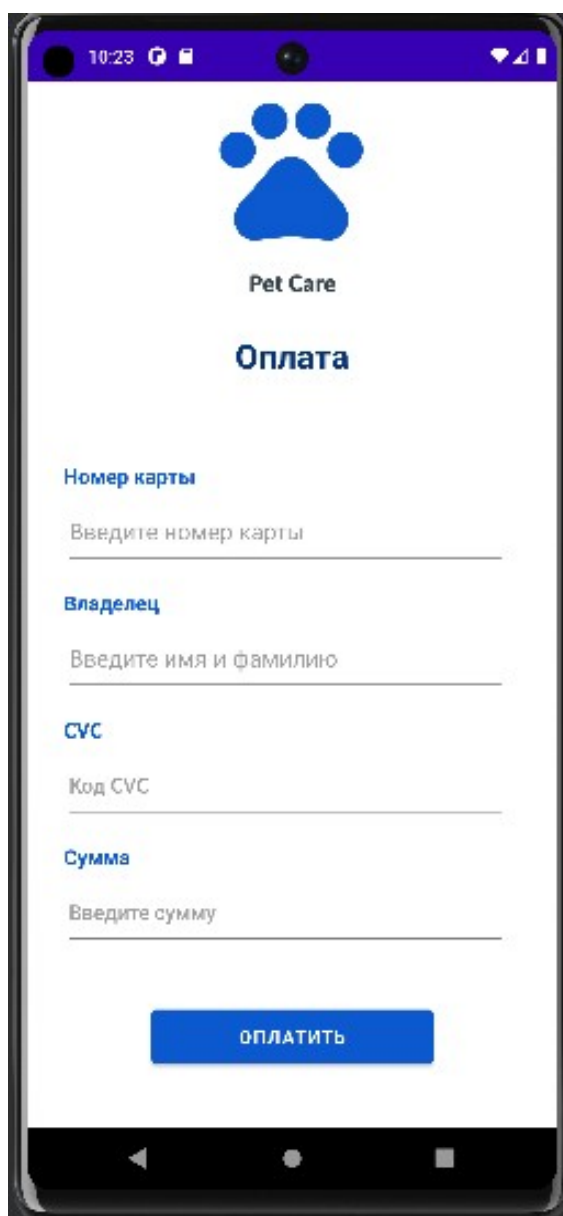 10:23
Pet Care
Оплата
Номер карты
Введите номер карты
Владелец
Введите имя и фамилию
CVC
Код CVC
Сумма
Введите сумму
ОПЛАТИТЬ